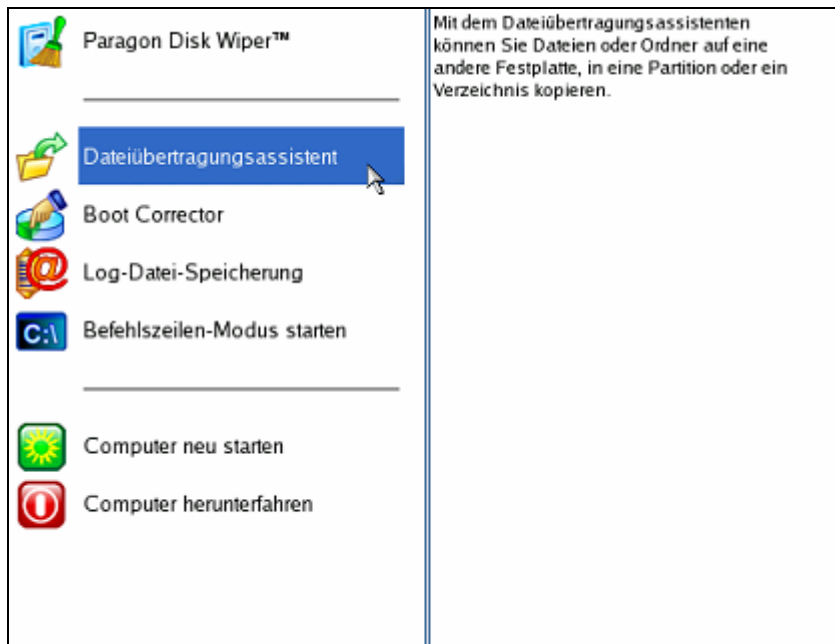 Paragon Disk Wiper™
Dateiübertragungsassistent
Boot Corrector
Log-Datei-Speicherung
C:\
Befehlszeilen-Modus starten
Computer neu starten
Computer herunterfahren
Mit dem Dateiübertragungsassistenten
können Sie Dateien oder Ordner auf eine
andere Festplatte, in eine Partition oder ein
Verzeichnis kopieren.